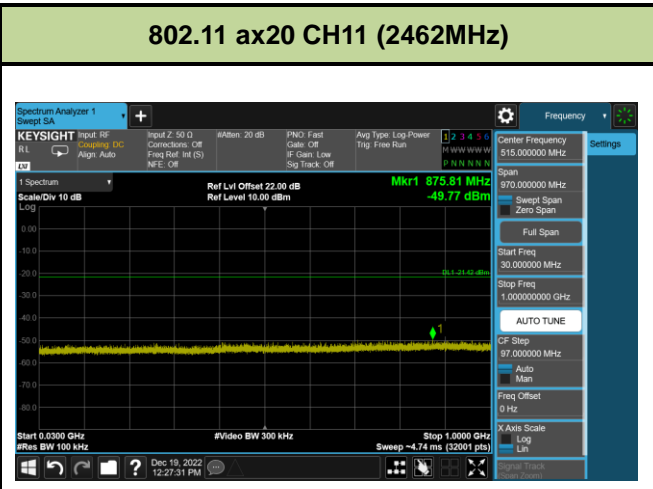 802.11 ax20 CH11 (2462MHz)
Spectrum Analyzer 1
Swept SA
Frequency
Settings
KEYSIGHT
RL
LXI
Input: RF
Coupling: DC
Align: Auto
Input Z: 50 Ω
Corrections: Off
Freq Ref: Int (S)
NFE: Off
#Atten: 20 dB
PNO: Fast
Gate: Off
IF Gain: Low
Sig Track: Off
Avg Type: Log-Power
Trig: Free Run
1 2 3 4 5 6
M W W W W W
P N N N N N
1 Spectrum
Scale/Div 10 dB
Log
Ref Lvl Offset 22.00 dB
Ref Level 10.00 dBm
Mkr1 875.81 MHz
-49.77 dBm
0.00
-10.0
-20.0
DL1 -21.42 dBm
-30.0
-40.0
1
-50.0
-60.0
-70.0
-80.0
Start 0.0300 GHz
#Res BW 100 kHz
#Video BW 300 kHz
Stop 1.0000 GHz
Sweep ~4.74 ms (32001 pts)
Center Frequency
515.000000 MHz
Span
970.000000 MHz
Swept Span
Zero Span
Full Span
Start Freq
30.000000 MHz
Stop Freq
1.000000000 GHz
AUTO TUNE
CF Step
97.000000 MHz
Auto
Man
Freq Offset
0 Hz
X Axis Scale
Log
Lin
Signal Track
(Span Zoom)
?
Dec 19, 2022
12:27:31 PM